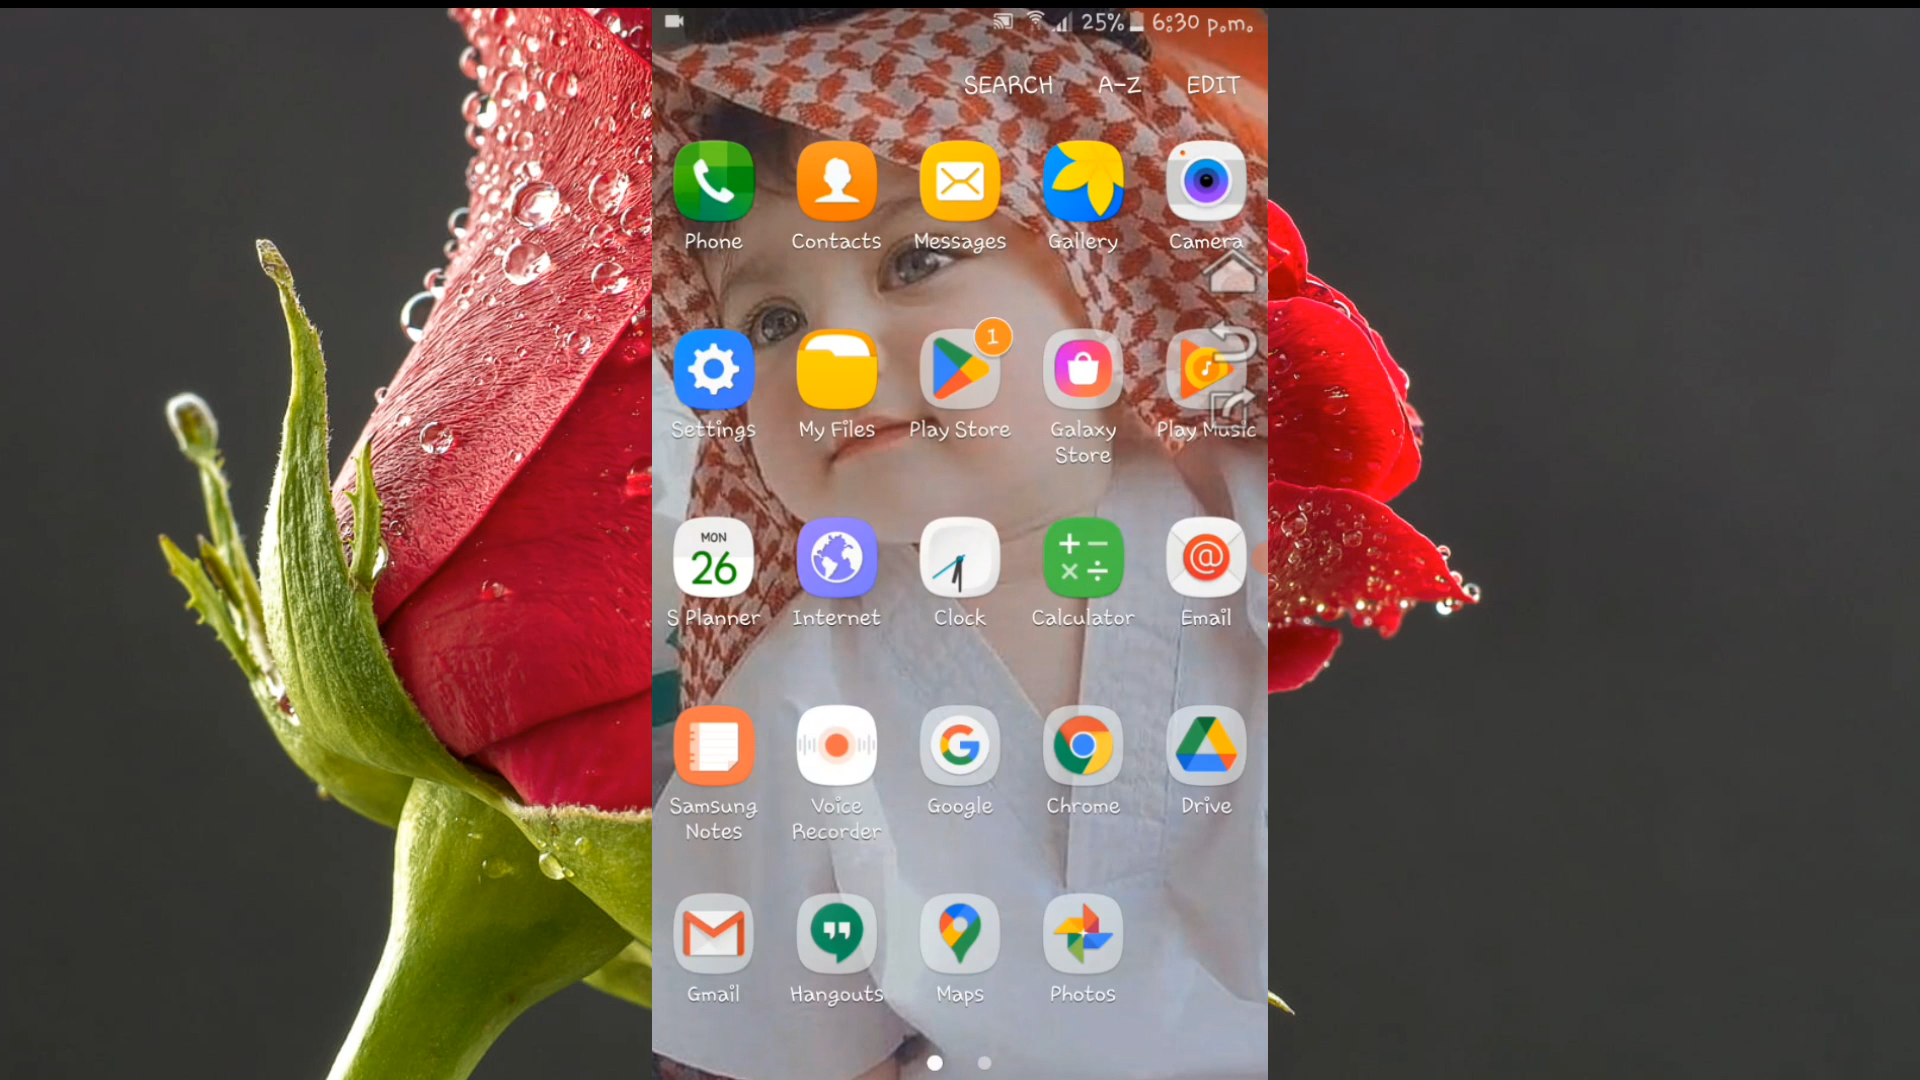 25% 6:30 p.m.
SEARCH A-Z EDIT
Phone Contacts Messages Gallery Camera
1
Settings My Files Play Store Galaxy Store Play Music
MON
26
S Planner Internet Clock Calculator Email
Samsung Notes Voice Recorder Google Chrome Drive
Gmail Hangouts Maps Photos